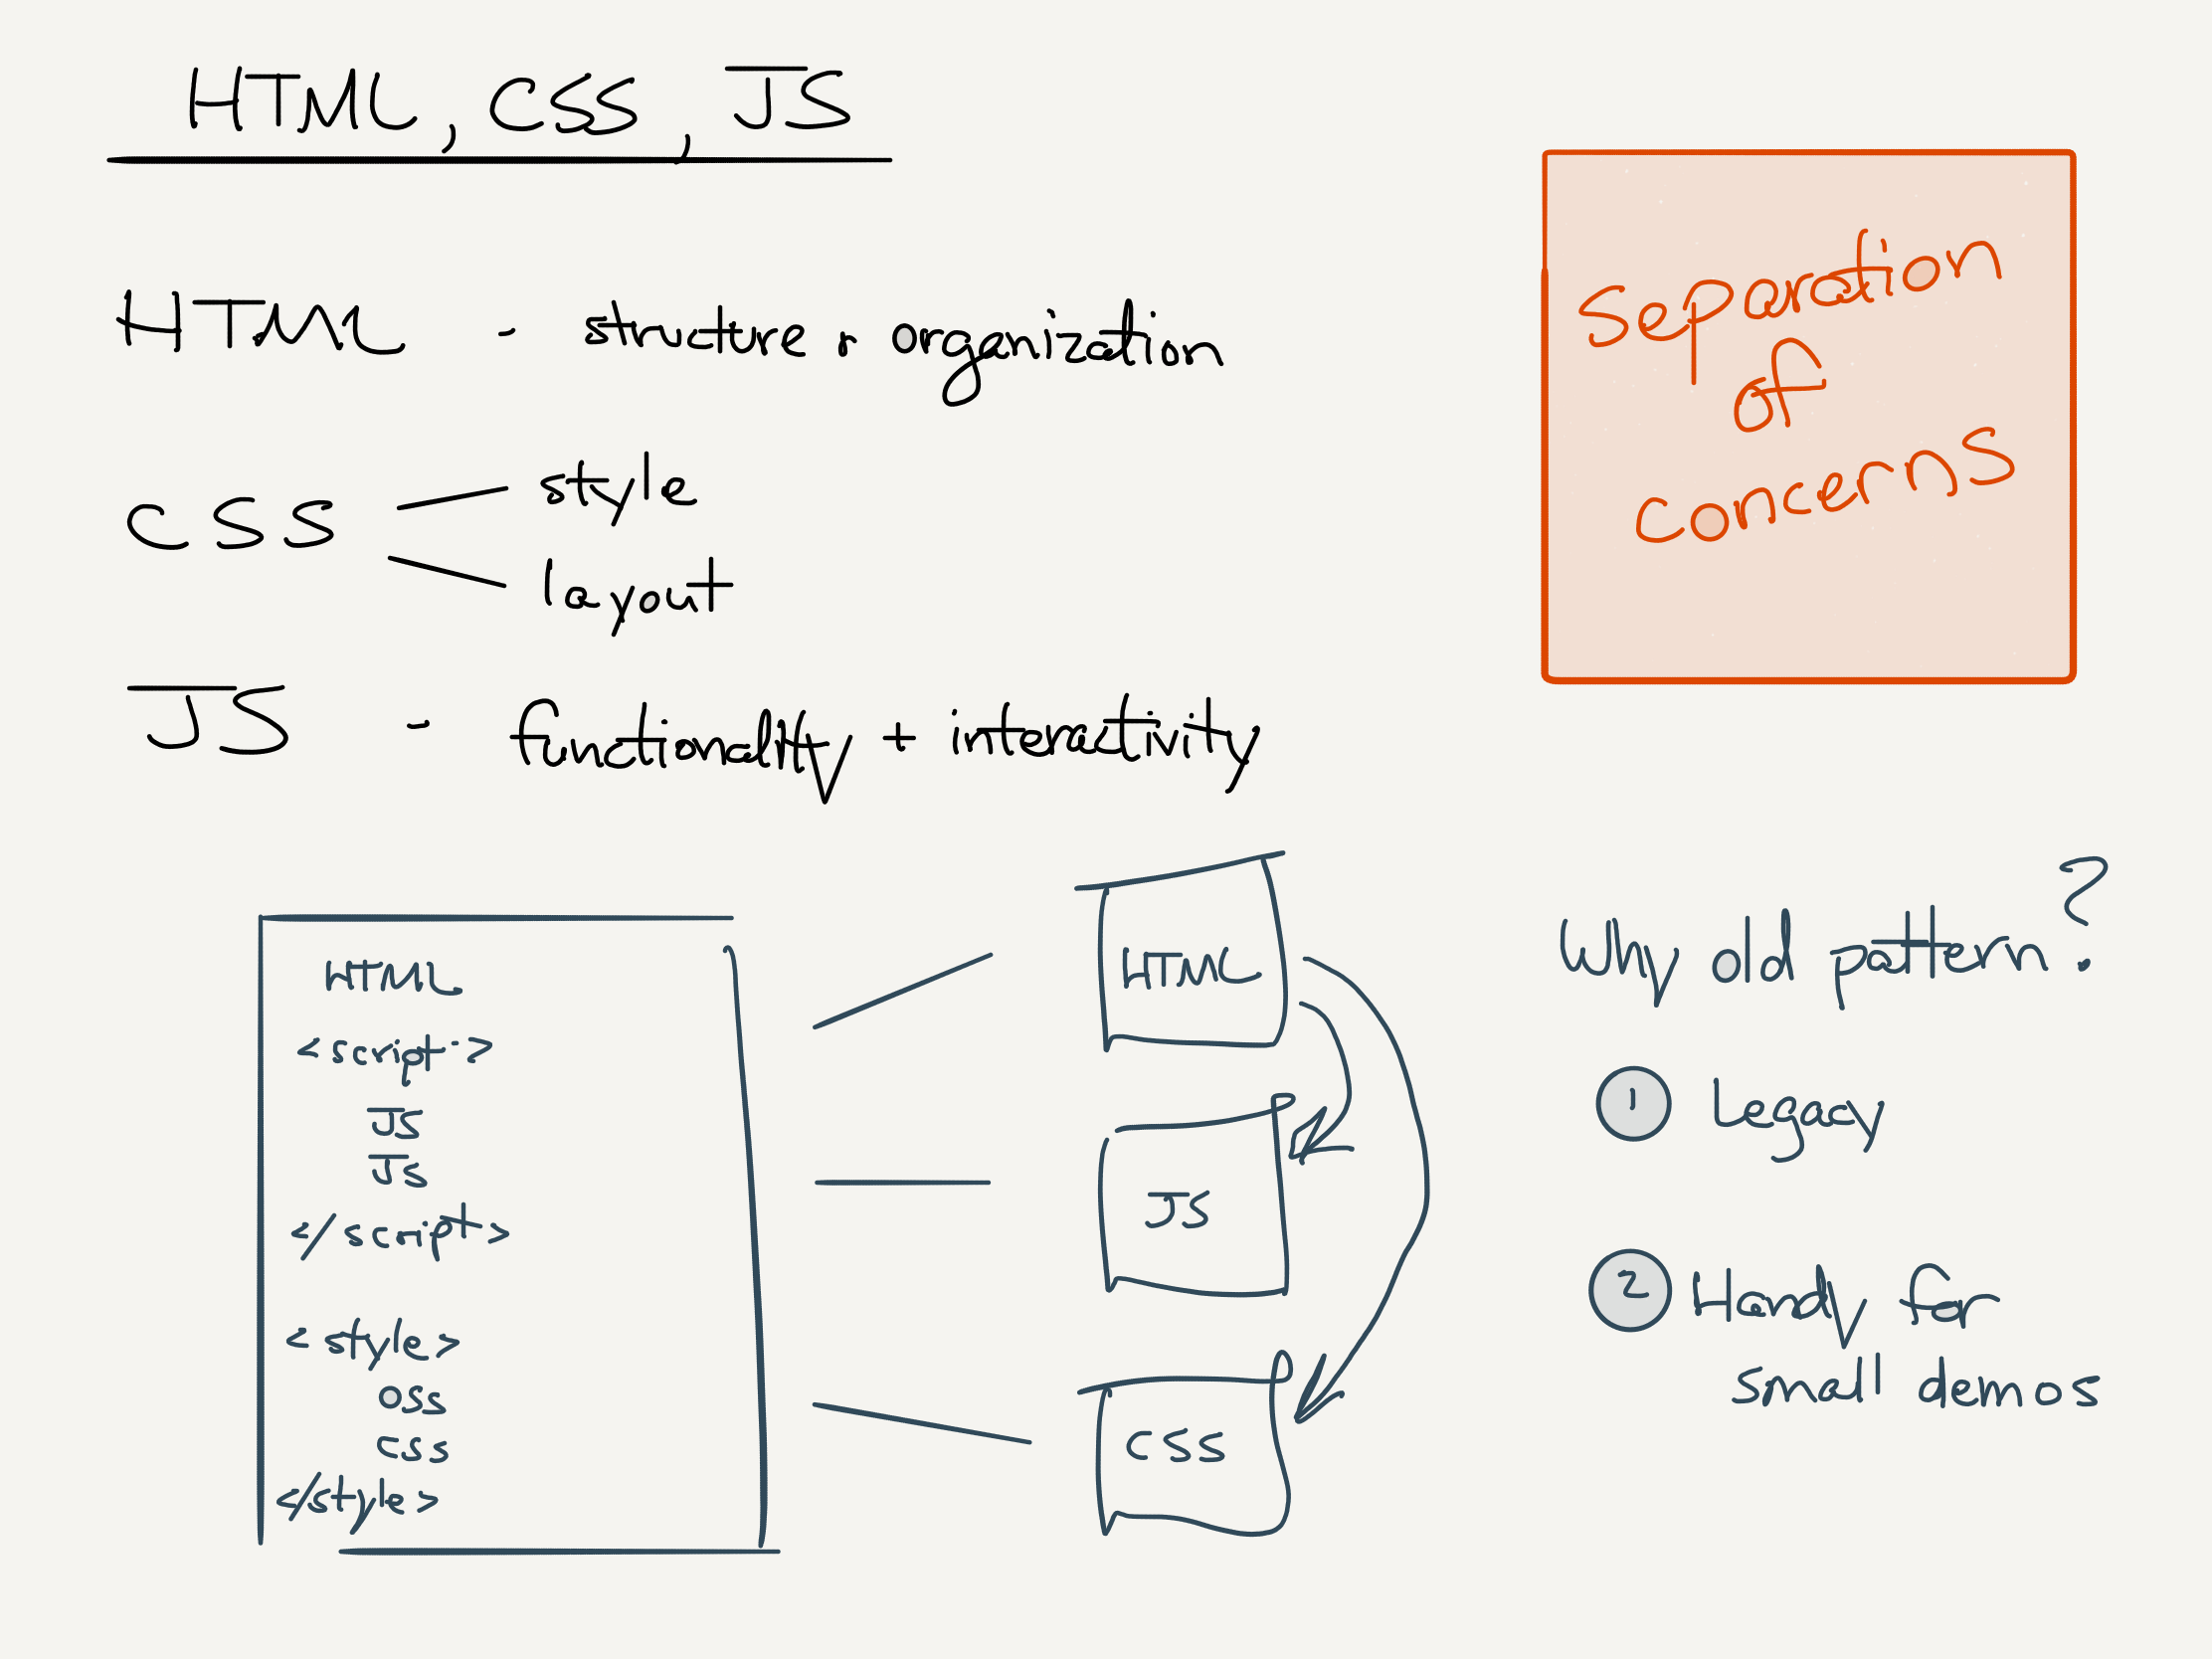 HTML, CSS, JS
HTML - structure & organization
CSS
style
layout
JS - functionality + interactivity
separation
of
concerns
HTML
<script>
JS
JS
</script>
<style>
css
css
</style>
HTML
JS
CSS
Why old pattern?
1 Legacy
2 Handy for
small demos